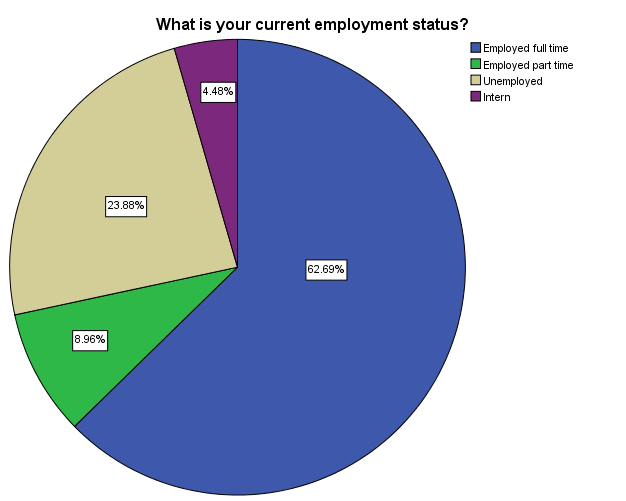 What is your current employment status?
Employed full time
Employed part time
Unemployed
Intern
4.48%
23.88%
62.69%
8.96%